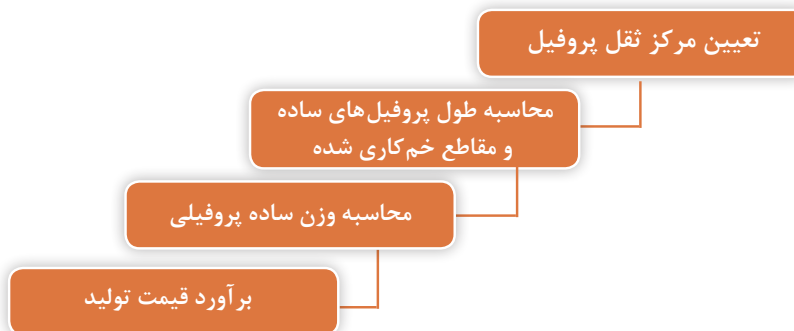 تعیین مرکز ثقل پروفیل
محاسبه طول پروفیل‌های ساده
و مقاطع خم‌کاری شده
محاسبه وزن ساده پروفیلی
برآورد قیمت تولید